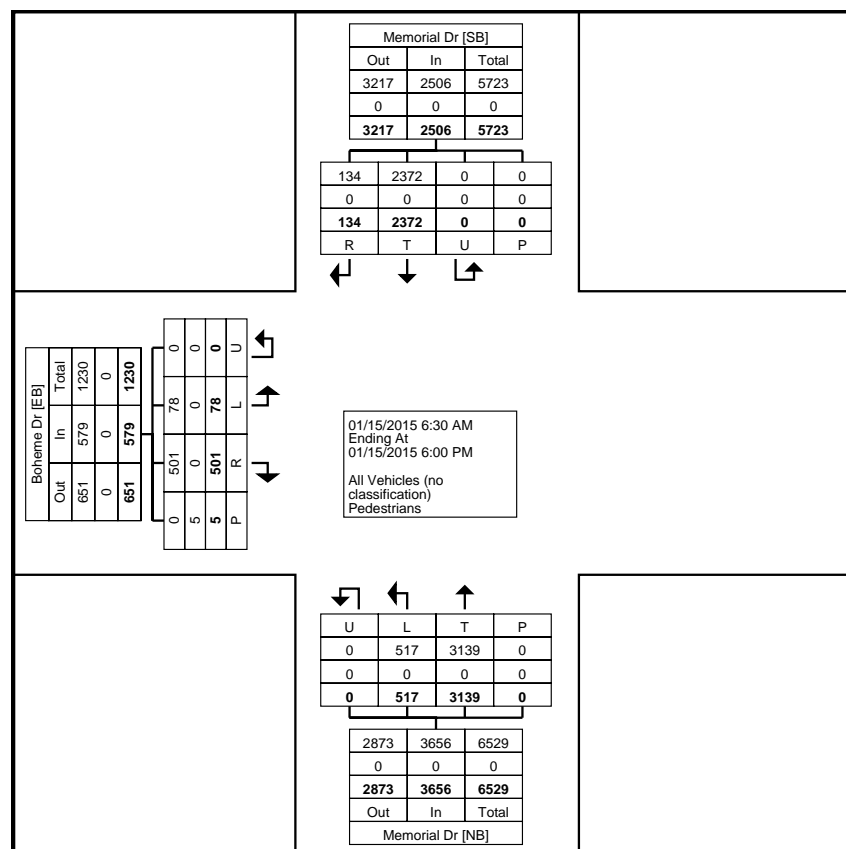 Memorial Dr [SB]
Out In Total
3217 2506 5723
0 0 0
3217 2506 5723
134 2372 0 0
0 0 0 0
134 2372 0 0
R T U P
Boheme Dr [EB]
Out In Total
651 579 1230
0 0 0
651 579 1230
0 501 78 0
5 0 0 0
5 501 78 0
P R L U
01/15/2015 6:30 AM
Ending At
01/15/2015 6:00 PM
All Vehicles (no
classification)
Pedestrians
U L T P
0 517 3139 0
0 0 0 0
0 517 3139 0
2873 3656 6529
0 0 0
2873 3656 6529
Out In Total
Memorial Dr [NB]